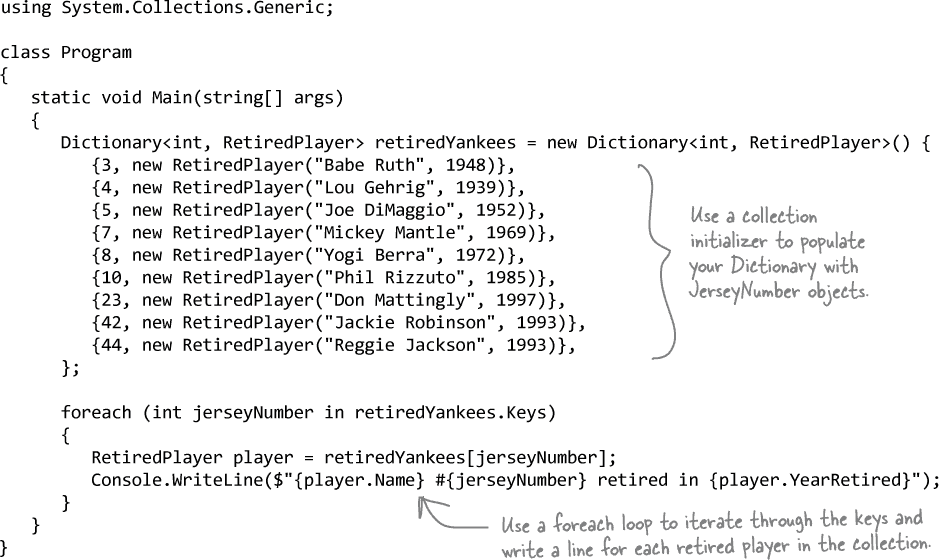 using System.Collections.Generic;
class Program
{
static void Main(string[] args)
{
Dictionary<int, RetiredPlayer> retiredYankees = new Dictionary<int, RetiredPlayer>() {
{3, new RetiredPlayer("Babe Ruth", 1948)},
{4, new RetiredPlayer("Lou Gehrig", 1939)},
{5, new RetiredPlayer("Joe DiMaggio", 1952)},
{7, new RetiredPlayer("Mickey Mantle", 1969)},
{8, new RetiredPlayer("Yogi Berra", 1972)},
{10, new RetiredPlayer("Phil Rizzuto", 1985)},
{23, new RetiredPlayer("Don Mattingly", 1997)},
{42, new RetiredPlayer("Jackie Robinson", 1993)},
{44, new RetiredPlayer("Reggie Jackson", 1993)},
};
Use a collection
initializer to populate
your Dictionary with
JerseyNumber objects.
foreach (int jerseyNumber in retiredYankees.Keys)
{
RetiredPlayer player = retiredYankees[jerseyNumber];
Console.WriteLine($"{player.Name} #{jerseyNumber} retired in {player.YearRetired}");
}
}
}
Use a foreach loop to iterate through the keys and
write a line for each retired player in the collection.